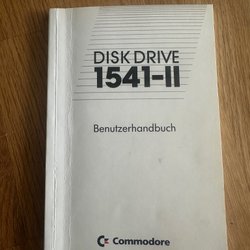 DISK DRIVE
1541-II
Benutzerhandbuch
Commodore